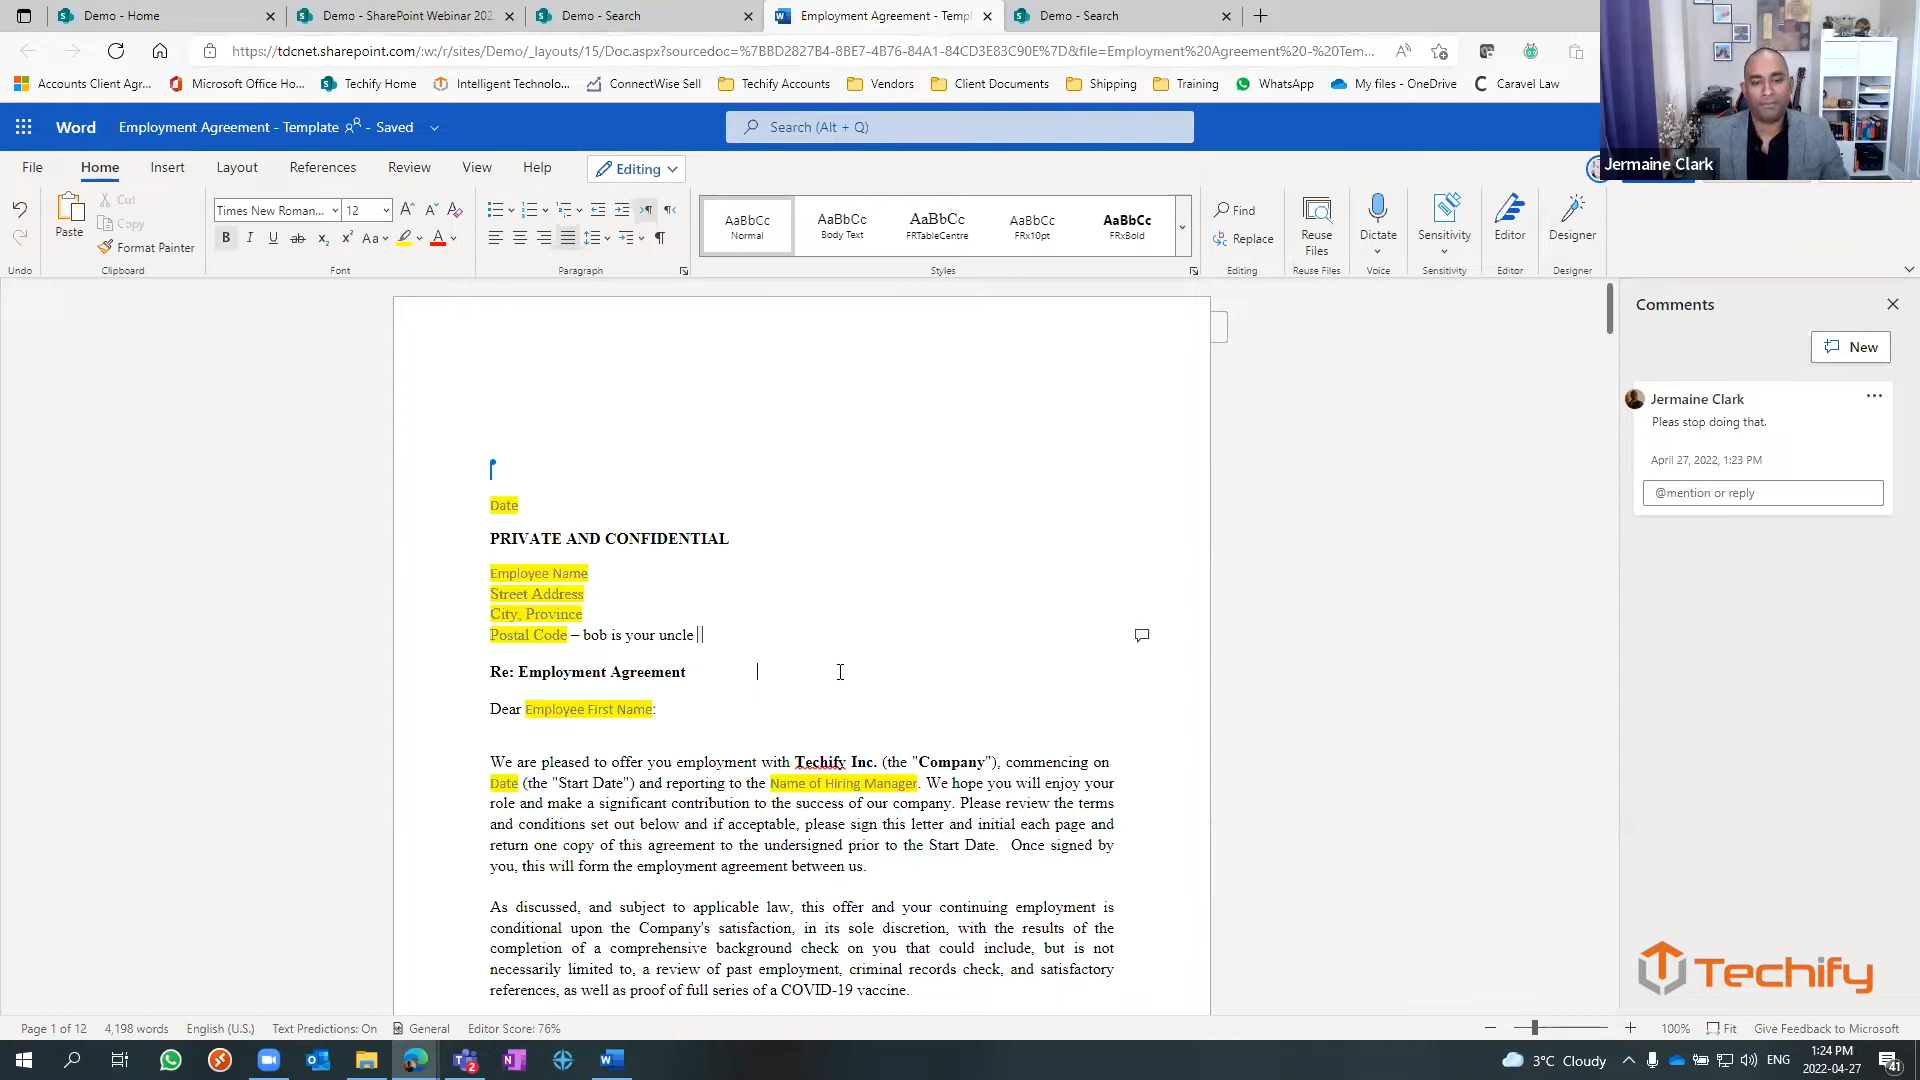 Demo - Home
Demo - SharePoint Webinar 202
Demo - Search
Employment Agreement - Templ
Demo - Search
https://tdcnet.sharepoint.com/:w:/r/sites/Demo/_layouts/15/Doc.aspx?sourcedoc=%7BBD2827B4-8BE7-4B76-84A1-84CD3E83C90E%7D&file=Employment%20Agreement%20-%20Tem...
Accounts Client Agr...
Microsoft Office Ho...
Techify Home
Intelligent Technolo...
ConnectWise Sell
Techify Accounts
Vendors
Client Documents
Shipping
Training
WhatsApp
My files - OneDrive
Caravel Law
Word
Employment Agreement - Template - Saved
Search (Alt + Q)
Jermaine Clark
File
Home
Insert
Layout
References
Review
View
Help
Editing
Undo
Paste
Cut
Copy
Format Painter
Clipboard
Times New Roman...
12
Font
Paragraph
AaBbCc
Normal
AaBbCc
Body Text
AaBbCc
FRTableCentre
AaBbCc
FRx10pt
AaBbCc
FRxBold
Styles
Find
Replace
Editing
Reuse
Files
Reuse Files
Dictate
Voice
Sensitivity
Sensitivity
Editor
Editor
Designer
Designer
Date
PRIVATE AND CONFIDENTIAL
Employee Name
Street Address
City, Province
Postal Code – bob is your uncle
Re: Employment Agreement
Dear Employee First Name:
We are pleased to offer you employment with Techify Inc. (the "Company"), commencing on
Date (the "Start Date") and reporting to the Name of Hiring Manager. We hope you will enjoy your
role and make a significant contribution to the success of our company. Please review the terms
and conditions set out below and if acceptable, please sign this letter and initial each page and
return one copy of this agreement to the undersigned prior to the Start Date. Once signed by
you, this will form the employment agreement between us.
As discussed, and subject to applicable law, this offer and your continuing employment is
conditional upon the Company's satisfaction, in its sole discretion, with the results of the
completion of a comprehensive background check on you that could include, but is not
necessarily limited to, a review of past employment, criminal records check, and satisfactory
references, as well as proof of full series of a COVID-19 vaccine.
Comments
New
Jermaine Clark
Pleas stop doing that.
April 27, 2022, 1:23 PM
@mention or reply
Techify
Page 1 of 12
4,198 words
English (U.S.)
Text Predictions: On
General
Editor Score: 76%
100%
Fit
Give Feedback to Microsoft
3°C Cloudy
ENG
1:24 PM
2022-04-27
41